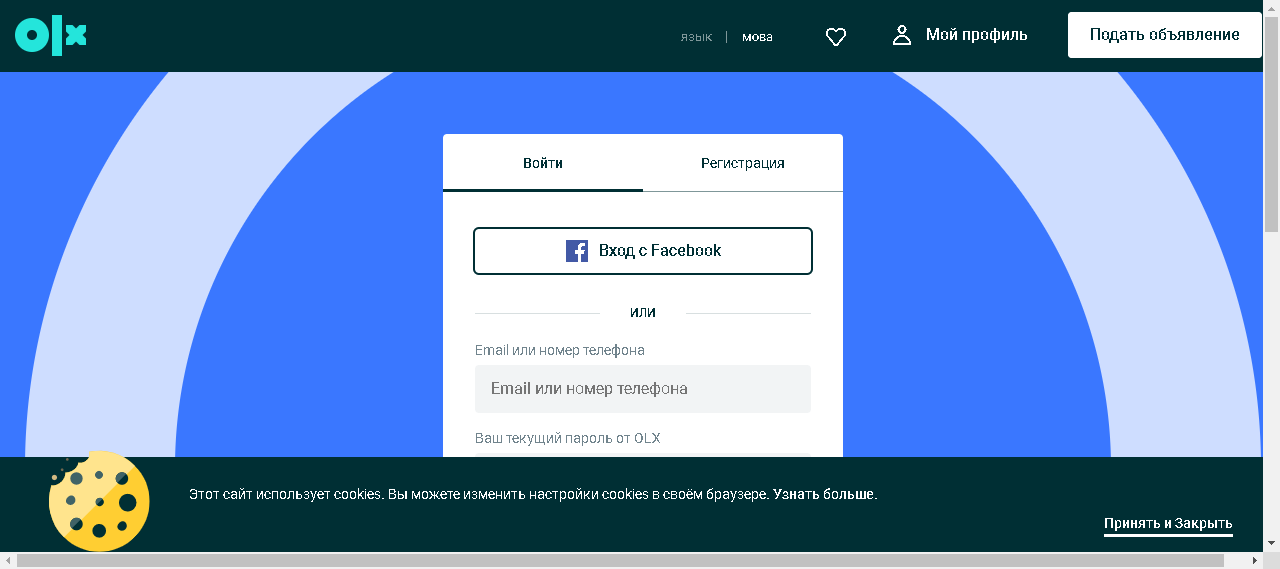 olx
язык | мова
Мой профиль
Подать объявление
Войти
Регистрация
Вход с Facebook
или
Email или номер телефона
Email или номер телефона
Ваш текущий пароль от OLX
Этот сайт использует cookies. Вы можете изменить настройки cookies в своём браузере. Узнать больше.
Принять и Закрыть